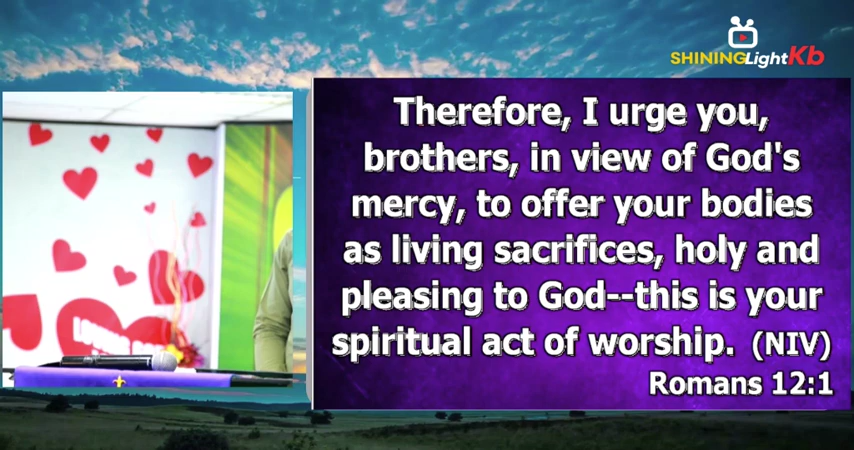 SHININGLightKb
Therefore, I urge you,
brothers, in view of God's
mercy, to offer your bodies
as living sacrifices, holy and
pleasing to God--this is your
spiritual act of worship. (NIV)
Romans 12:1